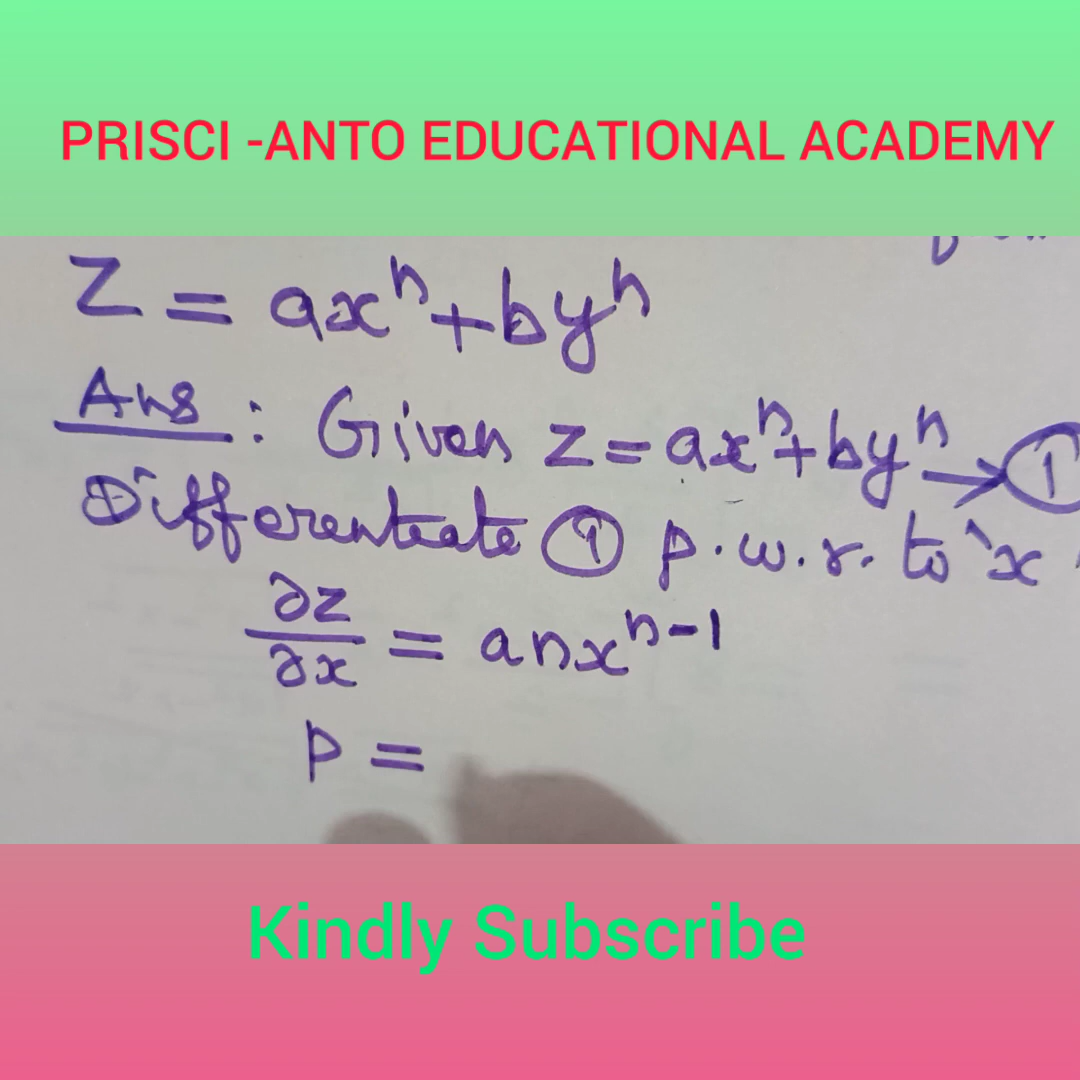 PRISCI -ANTO EDUCATIONAL ACADEMY
Z = axⁿ+byⁿ
Ans : Given z = axⁿ+byⁿ → ①
Differentiate ① p.w.r. to 'x
∂z/∂x = anxⁿ⁻¹
P =
Kindly Subscribe